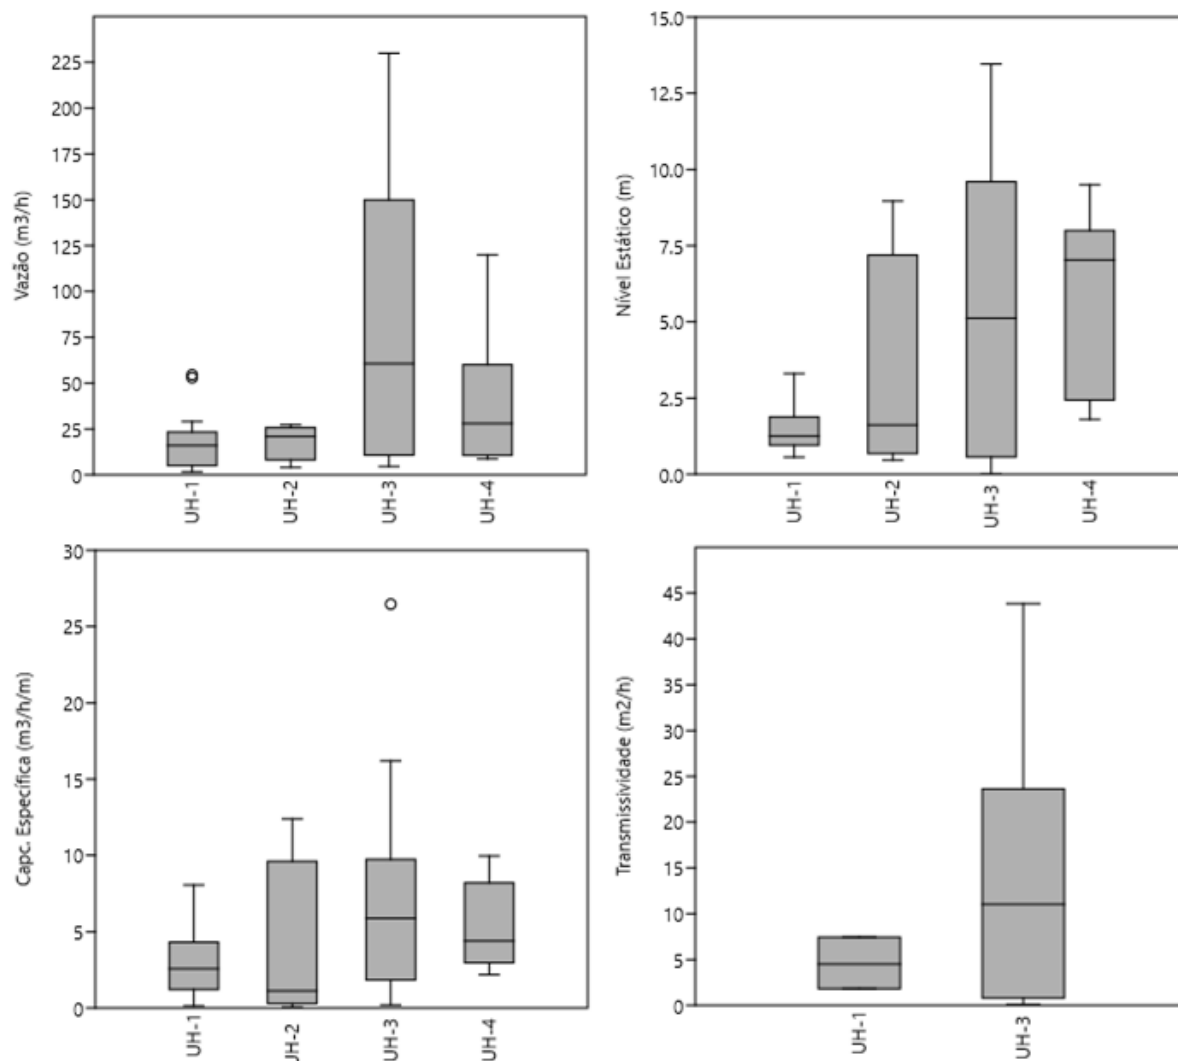 Vazão (m3/h)
225
200
175
150
125
100
75
50
25
0
UH-1
UH-2
UH-3
UH-4
Nível Estático (m)
15.0
12.5
10.0
7.5
5.0
2.5
0.0
UH-1
UH-2
UH-3
UH-4
Capc. Específica (m3/h/m)
30
25
20
15
10
5
0
UH-1
UH-2
UH-3
UH-4
Transmissividade (m2/h)
45
40
35
30
25
20
15
10
5
0
UH-1
UH-3